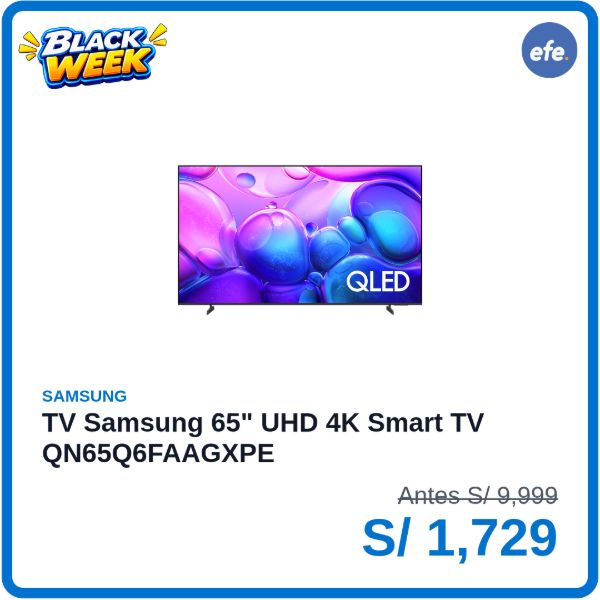 BLACK
WEEK
efe.
QLED
SAMSUNG
TV Samsung 65" UHD 4K Smart TV
QN65Q6FAAGXPE
Antes S/ 9,999
S/ 1,729